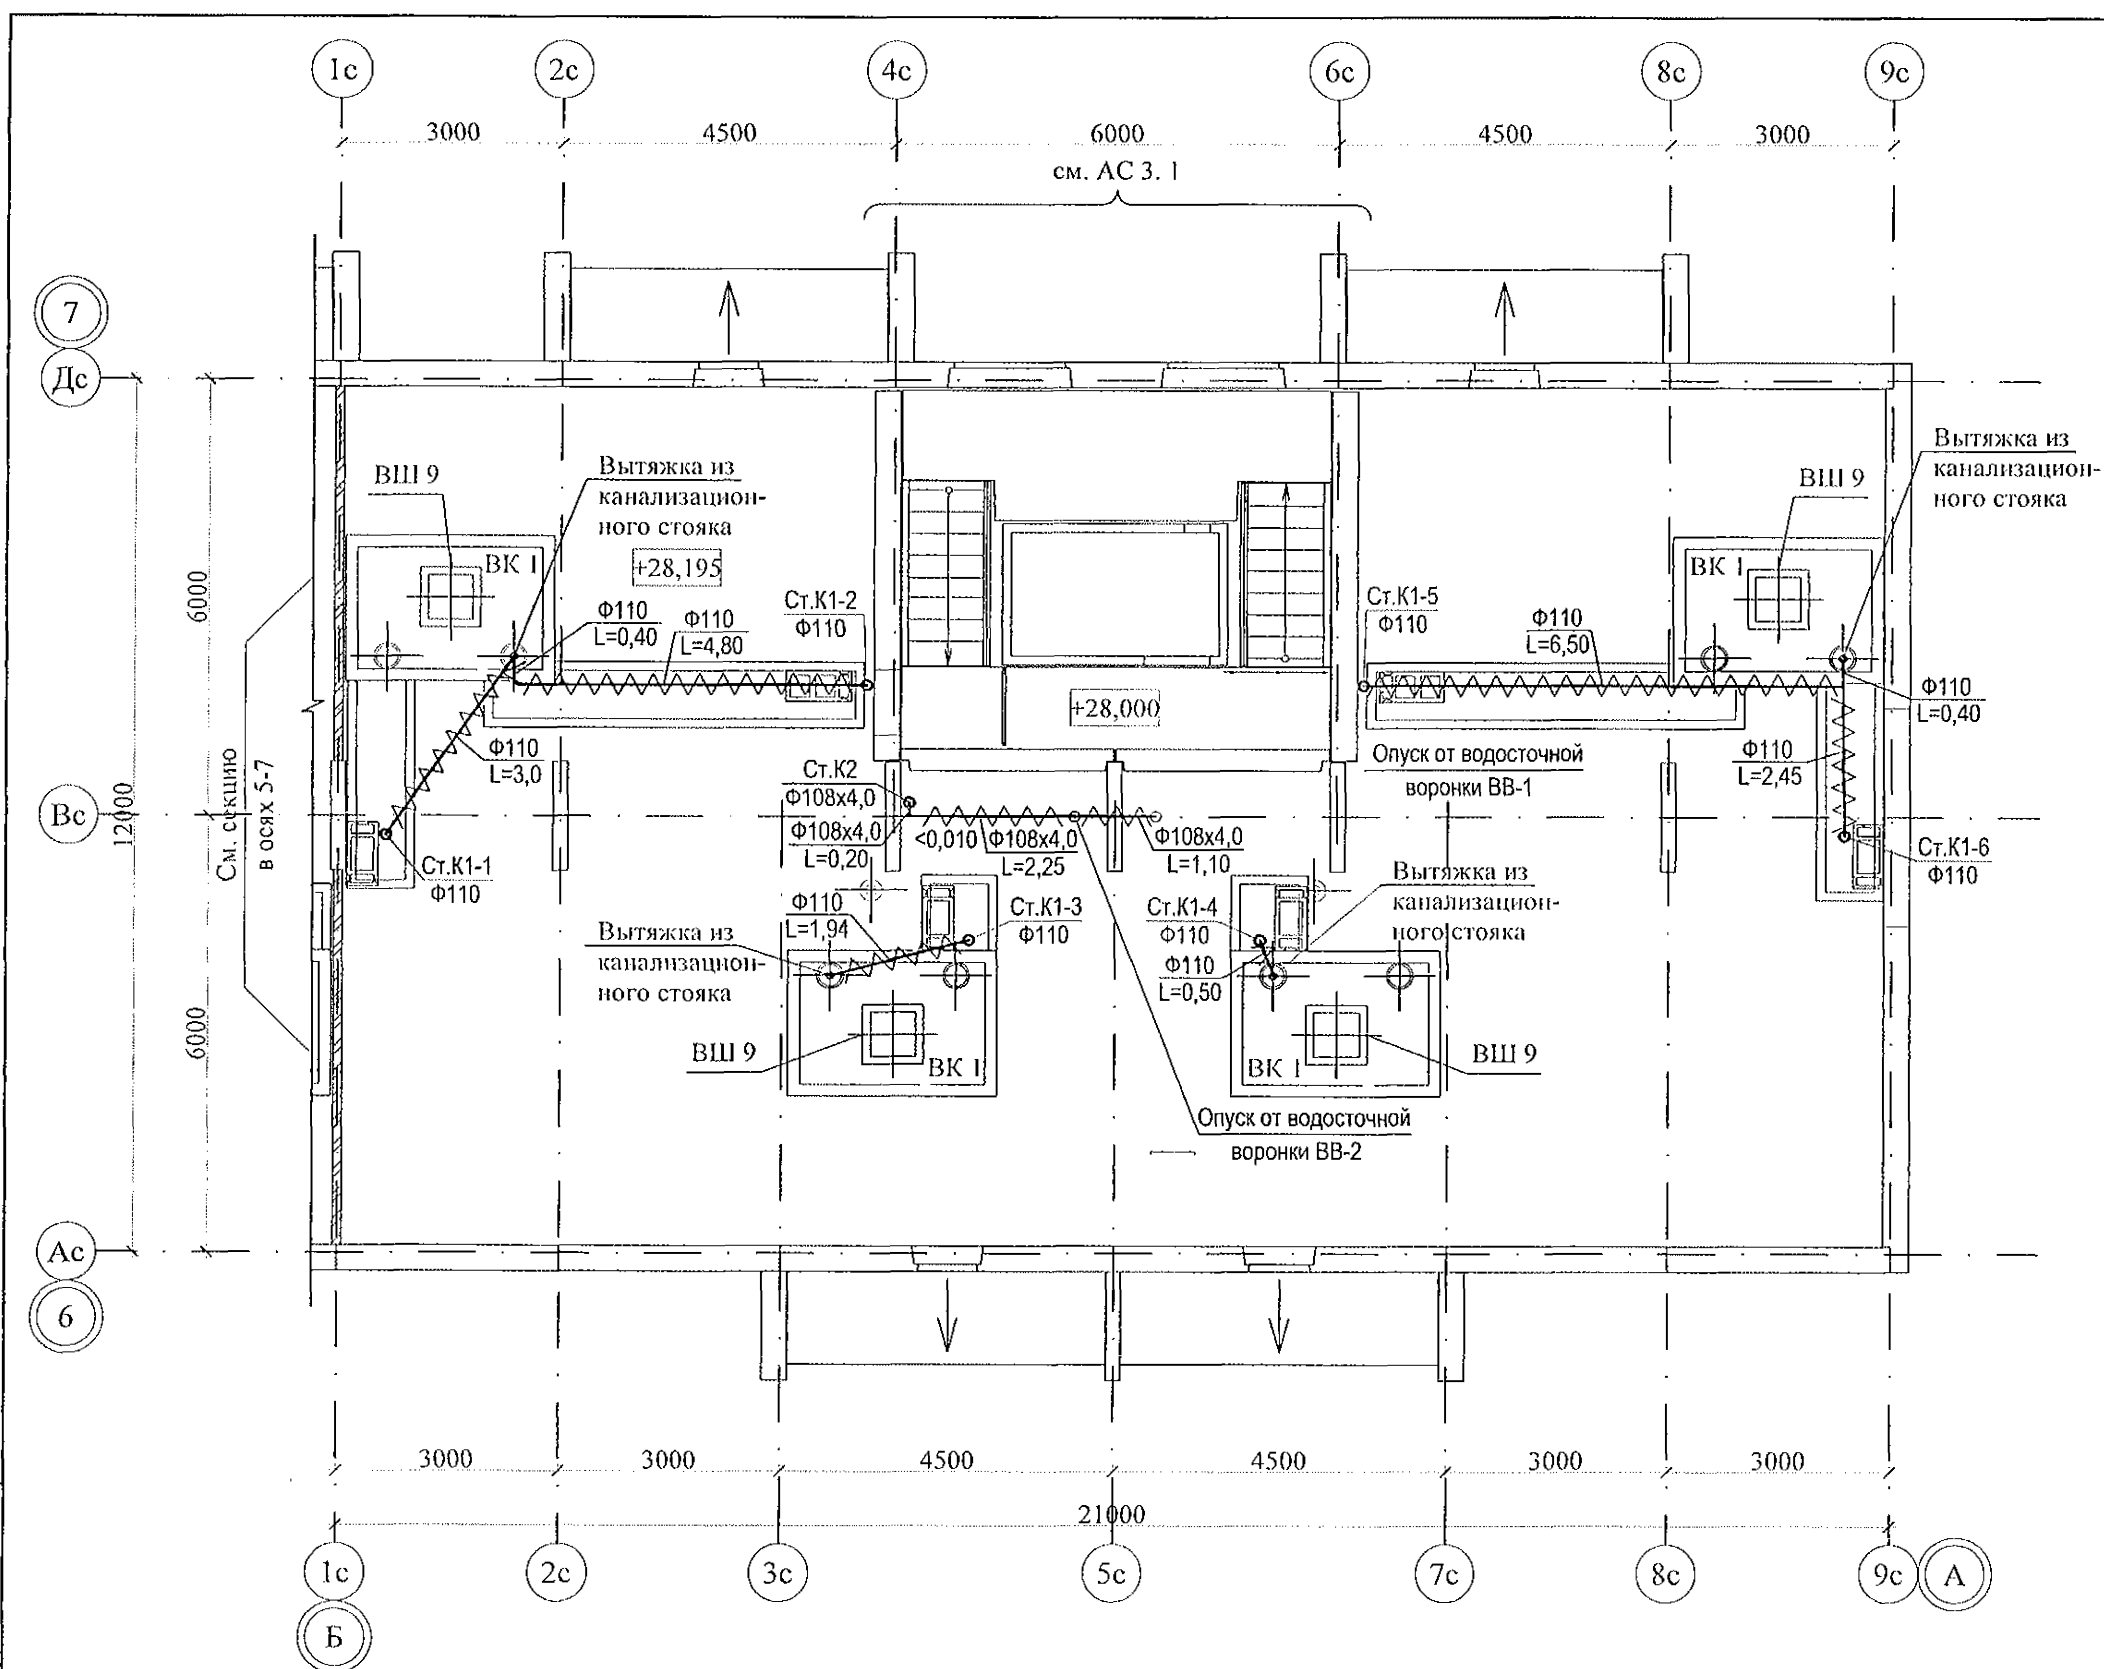 1с
2с
4с
6с
8с
9с
3000
4500
6000
4500
3000
см. АС 3. 1
7
Дс
Вытяжка из
канализацион-
ного стояка
ВШ 9
Вытяжка из
канализацион-
ного стояка
ВШ 9
ВК 1
+28,195
ВК 1
6000
Ф110
L=0,40
Ф110
L=4,80
Ст.К1-2
Ф110
Ст.К1-5
Ф110
Ф110
L=6,50
Ф110
L=0,40
+28,000
Ф110
L=3,0
Опуск от водосточной
воронки ВВ-1
Ф110
L=2,45
Вс
12000
См. секцию
в осях 5-7
Ст.К2
Ф108х4,0
Ф108х4,0
L=0,20
<0,010
Ф108х4,0
L=2,25
Ф108х4,0
L=1,10
Ст.К1-1
Ф110
Ст.К1-6
Ф110
Вытяжка из
канализацион-
ного стояка
Ф110
L=1,94
Ст.К1-3
Ф110
Ст.К1-4
Ф110
Ф110
L=0,50
Вытяжка из
канализацион-
ного стояка
6000
ВШ 9
ВК 1
ВК 1
ВШ 9
Опуск от водосточной
воронки ВВ-2
Ас
6
3000
3000
4500
4500
3000
3000
21000
1с
2с
3с
5с
7с
8с
9с
А
Б